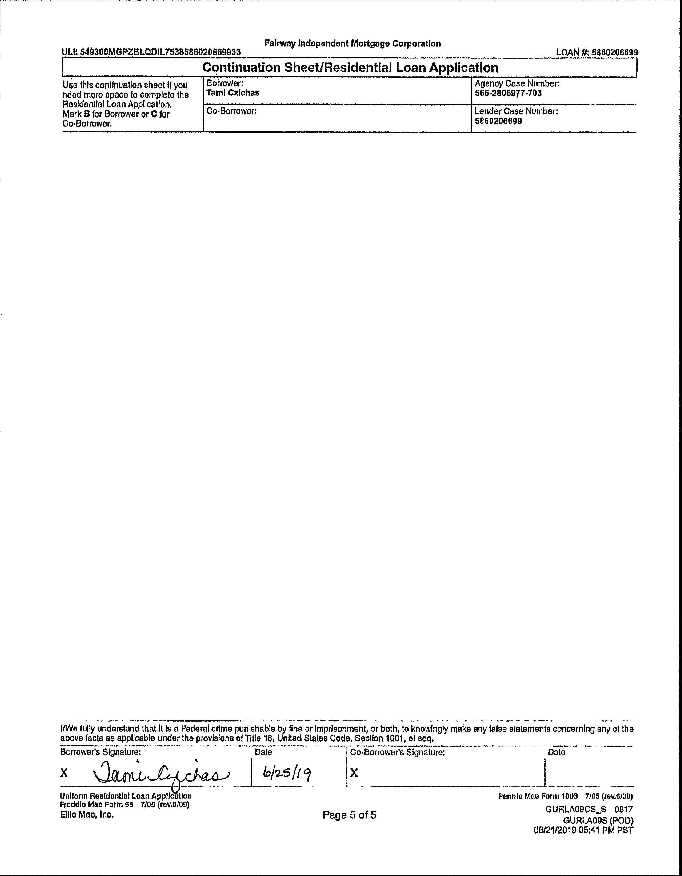 Fairway Independent Mortgage Corporation
ULI: 549300MGPZBLQDIL7538586020669933
LOAN #: 5860206699
Continuation Sheet/Residential Loan Application
Use this continuation sheet if you
need more space to complete the
Residential Loan Application.
Mark B for Borrower or C for
Co-Borrower.
Borrower:
Tami Czichas
Agency Case Number:
566-2806977-703
Co-Borrower:
Lender Case Number:
5860206699
I/We fully understand that it is a Federal crime punishable by fine or imprisonment, or both, to knowingly make any false statements concerning any of the
above facts as applicable under the provisions of Title 18, United States Code, Section 1001, et seq.
Borrower's Signature:
Date
Co-Borrower's Signature:
Date
X Tami Czichas
6/25/19
X
Uniform Residential Loan Application
Freddie Mac Form 65 7/05 (rev.6/09)
Ellie Mae, Inc.
Page 5 of 5
Fannie Mae Form 1003 7/05 (rev.6/09)
GURLA09CS_S 0817
GURLA09S (POD)
06/21/2019 05:41 PM PST